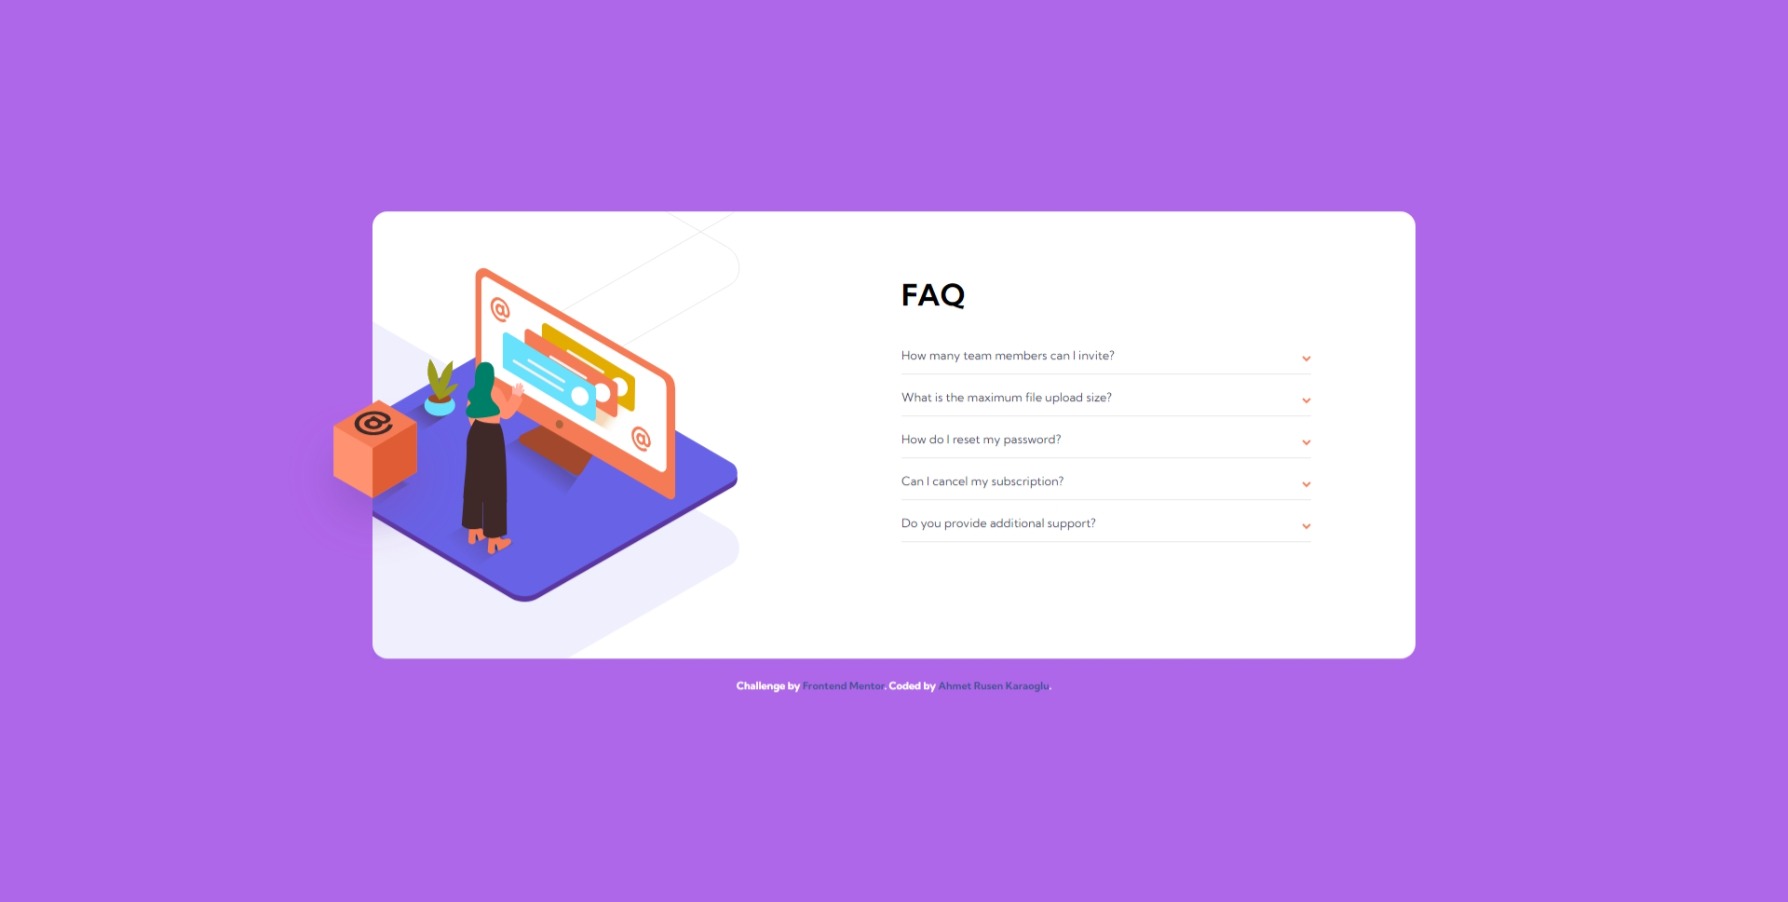 FAQ
How many team members can I invite?
What is the maximum file upload size?
How do I reset my password?
Can I cancel my subscription?
Do you provide additional support?
@
@
@
Challenge by Frontend Mentor. Coded by Ahmet Rusen Karaoglu.